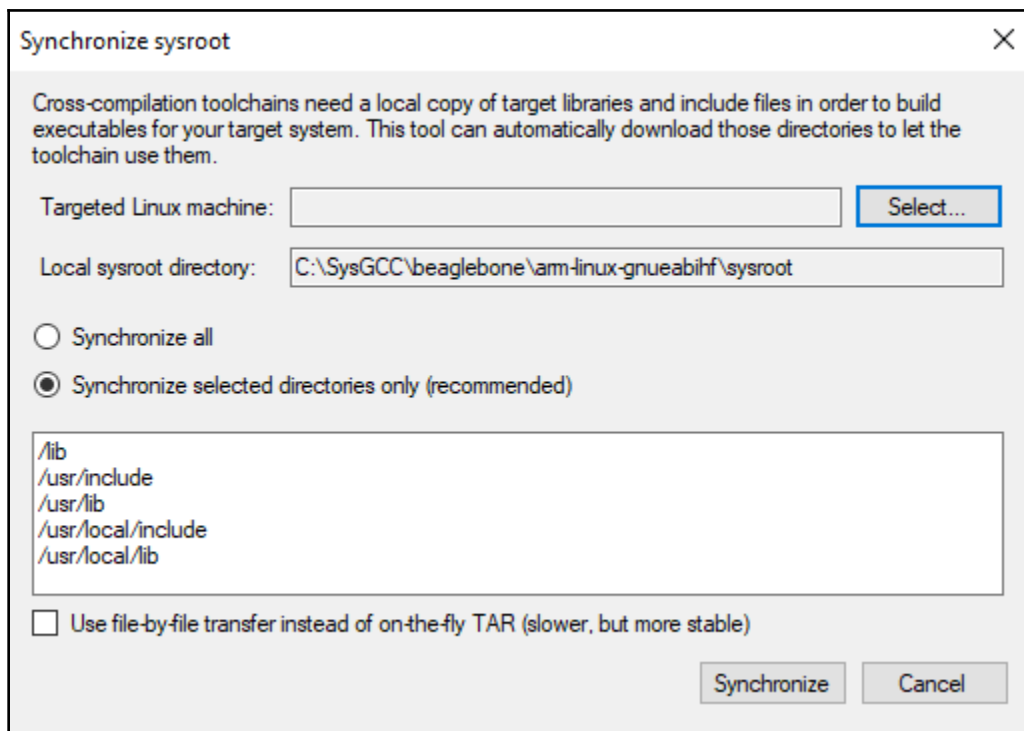 Synchronize sysroot
Cross-compilation toolchains need a local copy of target libraries and include files in order to build
executables for your target system. This tool can automatically download those directories to let the
toolchain use them.
Targeted Linux machine:
Select...
Local sysroot directory:
C:\SysGCC\beaglebone\arm-linux-gnueabihf\sysroot
Synchronize all
Synchronize selected directories only (recommended)
/lib
/usr/include
/usr/lib
/usr/local/include
/usr/local/lib
Use file-by-file transfer instead of on-the-fly TAR (slower, but more stable)
Synchronize
Cancel